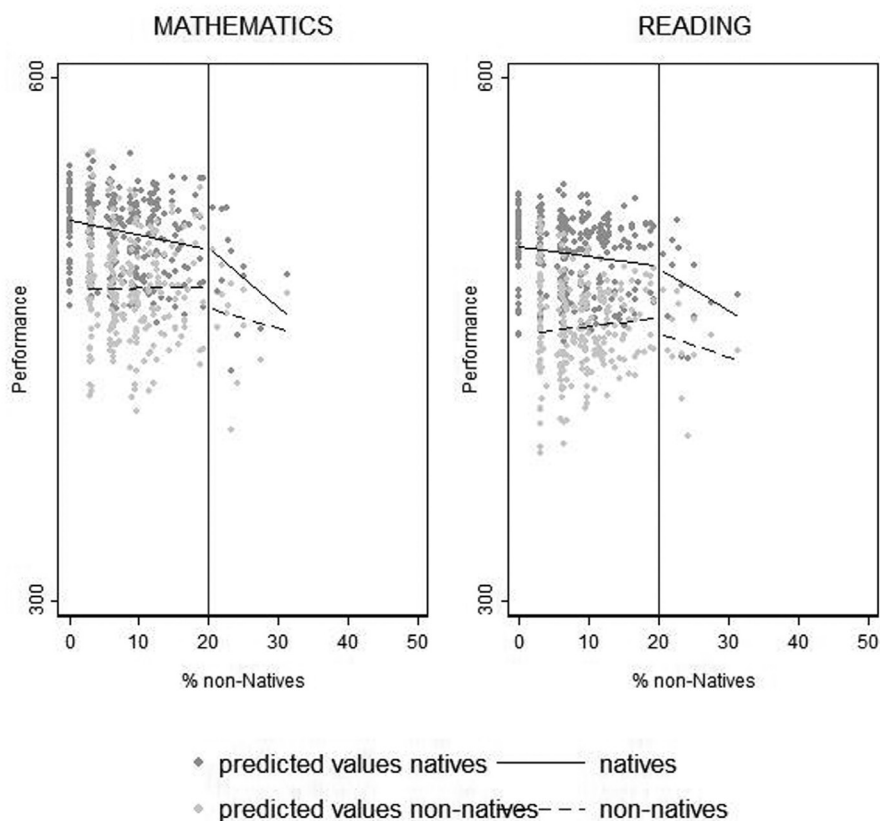 MATHEMATICS
READING
600
Performance
300
0 10 20 30 40 50
% non-Natives
600
Performance
300
0 10 20 30 40 50
% non-Natives
predicted values natives natives
predicted values non-natives non-natives